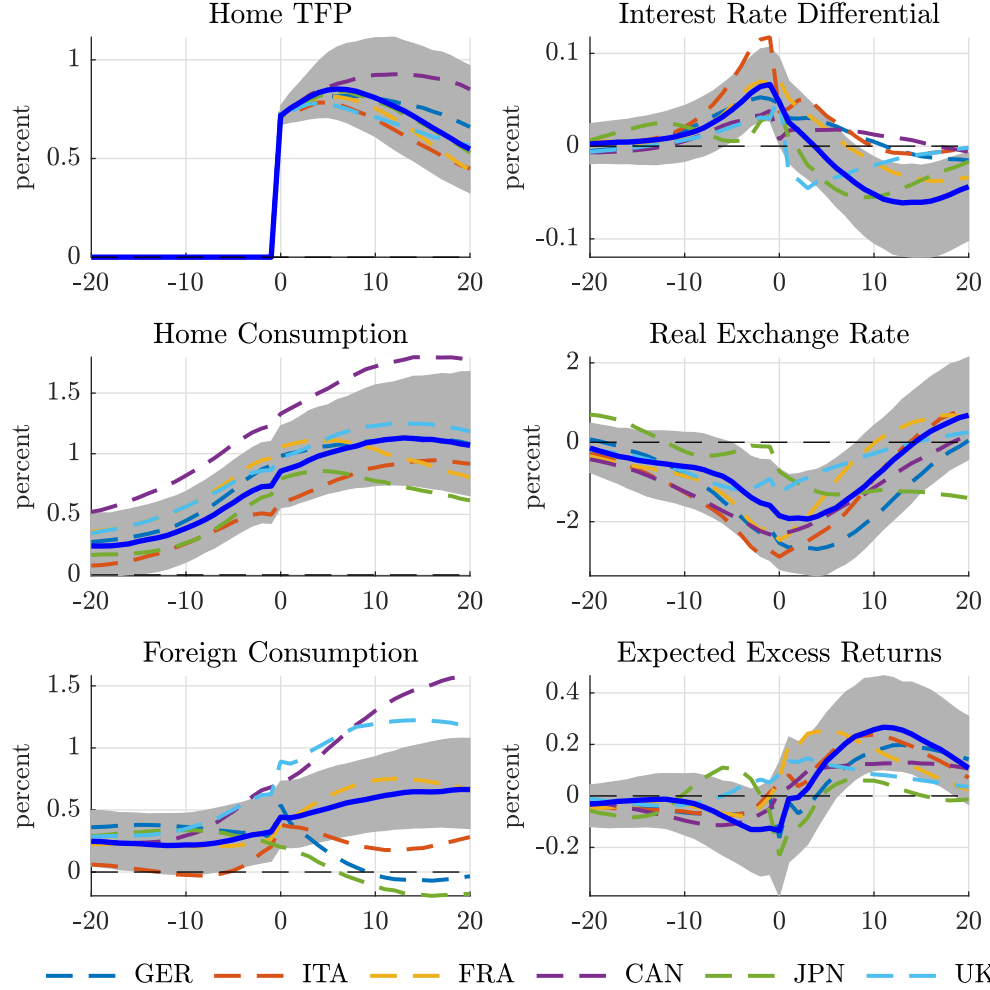 Home TFP
percent
1
0.5
0
-20 -10 0 10 20
Interest Rate Differential
percent
0.1
0
-0.1
-20 -10 0 10 20
Home Consumption
percent
1.5
1
0.5
0
-20 -10 0 10 20
Real Exchange Rate
percent
2
0
-2
-20 -10 0 10 20
Foreign Consumption
percent
1.5
1
0.5
0
-20 -10 0 10 20
Expected Excess Returns
percent
0.4
0.2
0
-0.2
-20 -10 0 10 20
GER ITA FRA CAN JPN UK